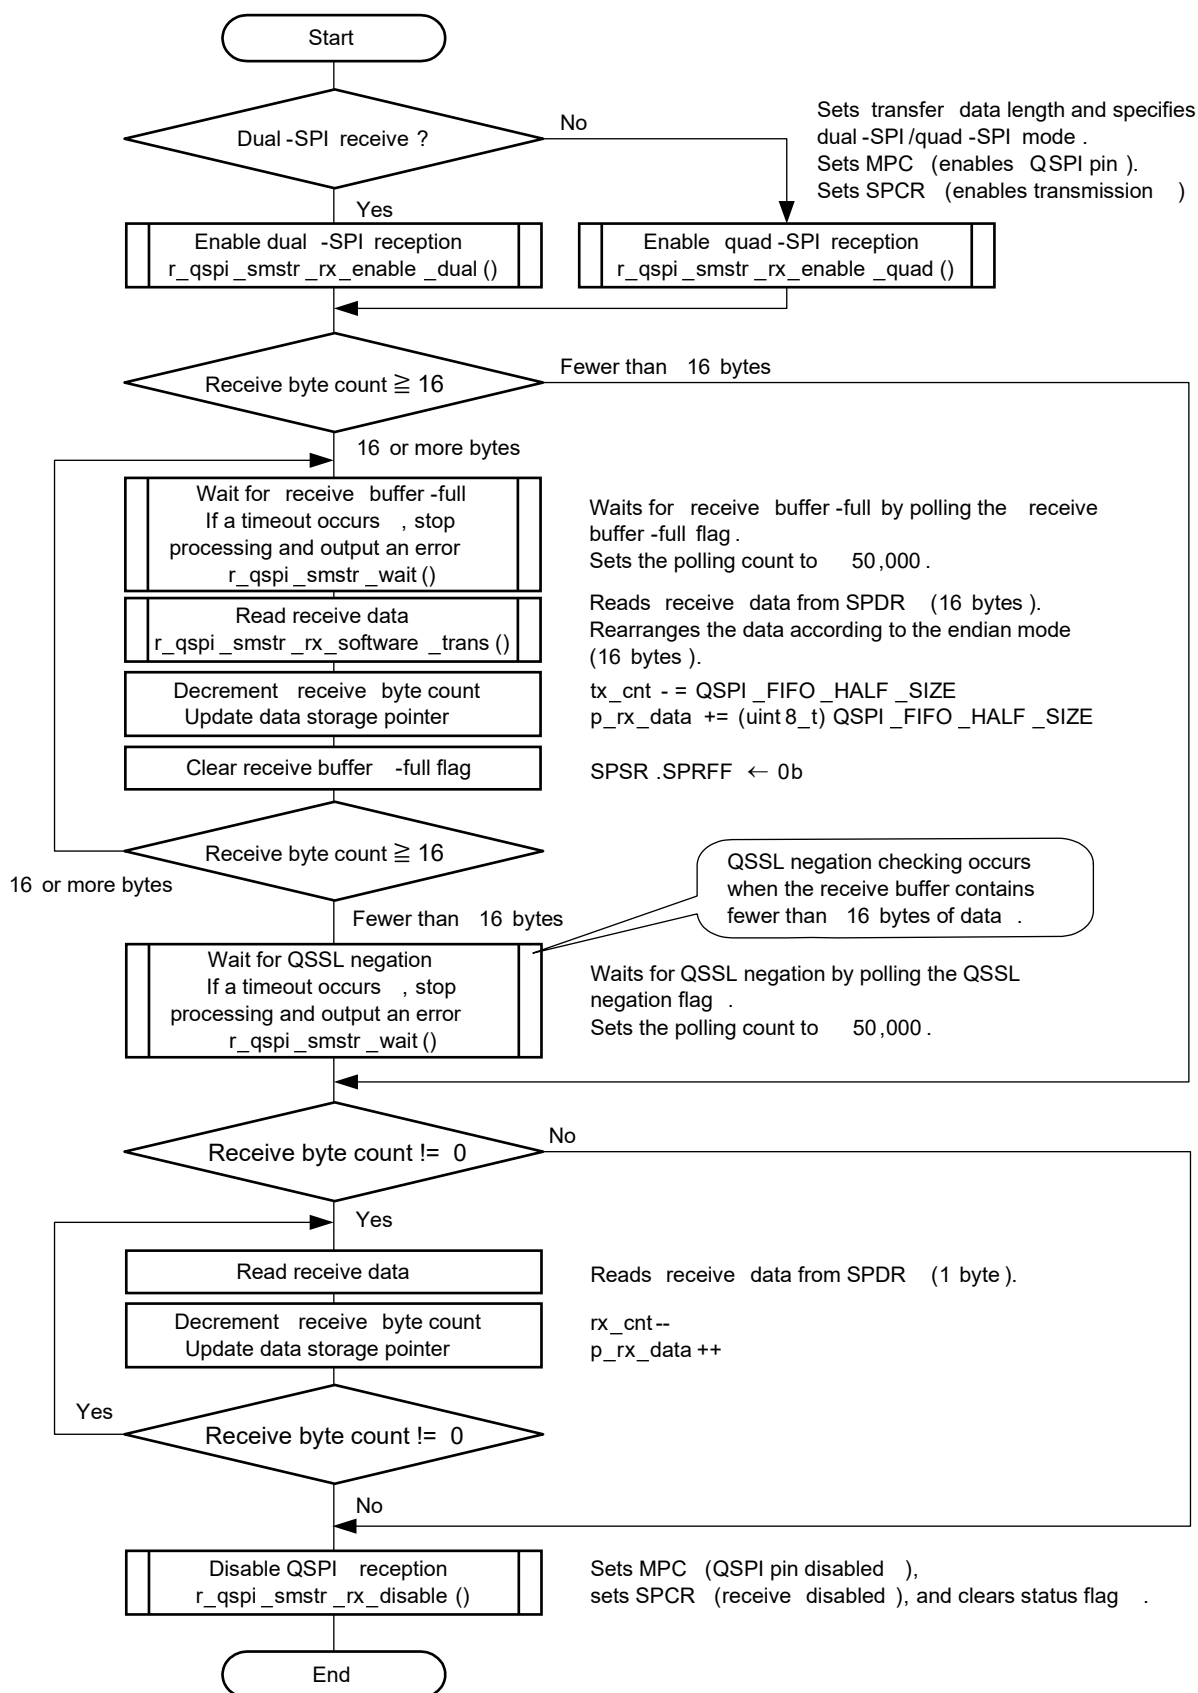 Start
Dual-SPI receive ?
No
Sets transfer data length and specifies
dual-SPI/quad-SPI mode.
Sets MPC (enables QSPI pin).
Sets SPCR (enables transmission )
Yes
Enable dual -SPI reception
r_qspi_smstr_rx_enable_dual()
Enable quad-SPI reception
r_qspi_smstr_rx_enable_quad()
Receive byte count ≧ 16
Fewer than 16 bytes
16 or more bytes
Wait for receive buffer-full
If a timeout occurs , stop
processing and output an error
r_qspi_smstr_wait()
Waits for receive buffer-full by polling the receive
buffer-full flag.
Sets the polling count to 50,000.
Read receive data
r_qspi_smstr_rx_software_trans()
Reads receive data from SPDR (16 bytes).
Rearranges the data according to the endian mode
(16 bytes).
Decrement receive byte count
Update data storage pointer
tx_cnt -= QSPI_FIFO_HALF_SIZE
p_rx_data += (uint8_t) QSPI_FIFO_HALF_SIZE
Clear receive buffer -full flag
SPSR.SPRFF ← 0b
Receive byte count ≧ 16
16 or more bytes
QSSL negation checking occurs
when the receive buffer contains
fewer than 16 bytes of data .
Fewer than 16 bytes
Wait for QSSL negation
If a timeout occurs , stop
processing and output an error
r_qspi_smstr_wait()
Waits for QSSL negation by polling the QSSL
negation flag .
Sets the polling count to 50,000.
Receive byte count != 0
No
Yes
Read receive data
Reads receive data from SPDR (1 byte).
Decrement receive byte count
Update data storage pointer
rx_cnt--
p_rx_data++
Yes
Receive byte count != 0
No
Disable QSPI reception
r_qspi_smstr_rx_disable()
Sets MPC (QSPI pin disabled ),
sets SPCR (receive disabled ), and clears status flag .
End